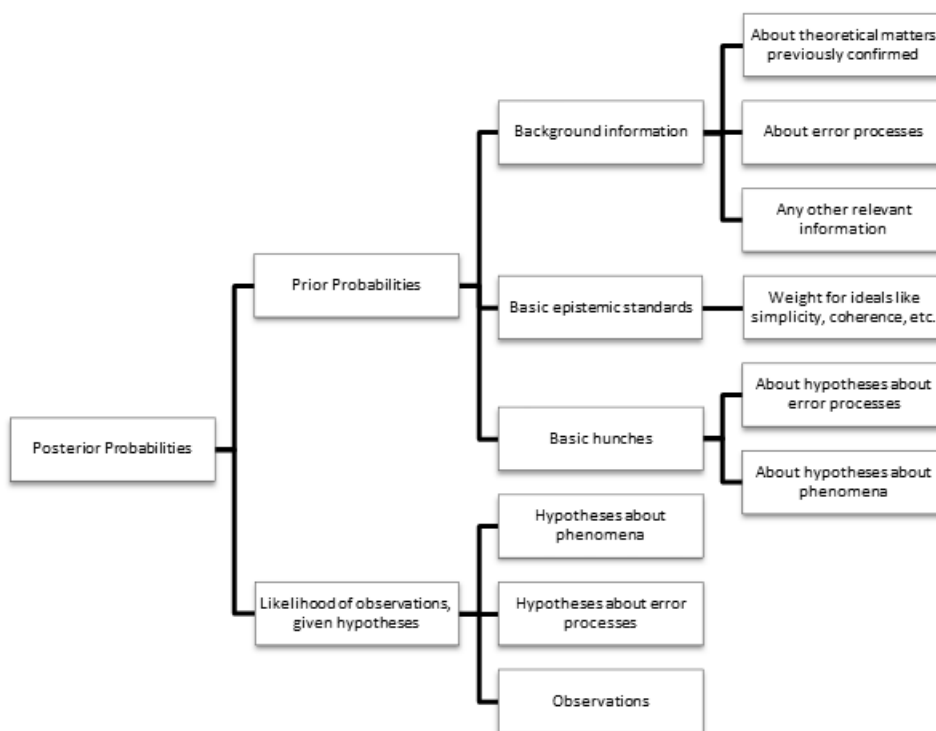 About theoretical matters
previously confirmed
Background information
About error processes
Any other relevant
information
Prior Probabilities
Basic epistemic standards
Weight for ideals like
simplicity, coherence, etc.
About hypotheses about
error processes
Basic hunches
Posterior Probabilities
About hypotheses about
phenomena
Hypotheses about
phenomena
Likelihood of observations,
given hypotheses
Hypotheses about error
processes
Observations